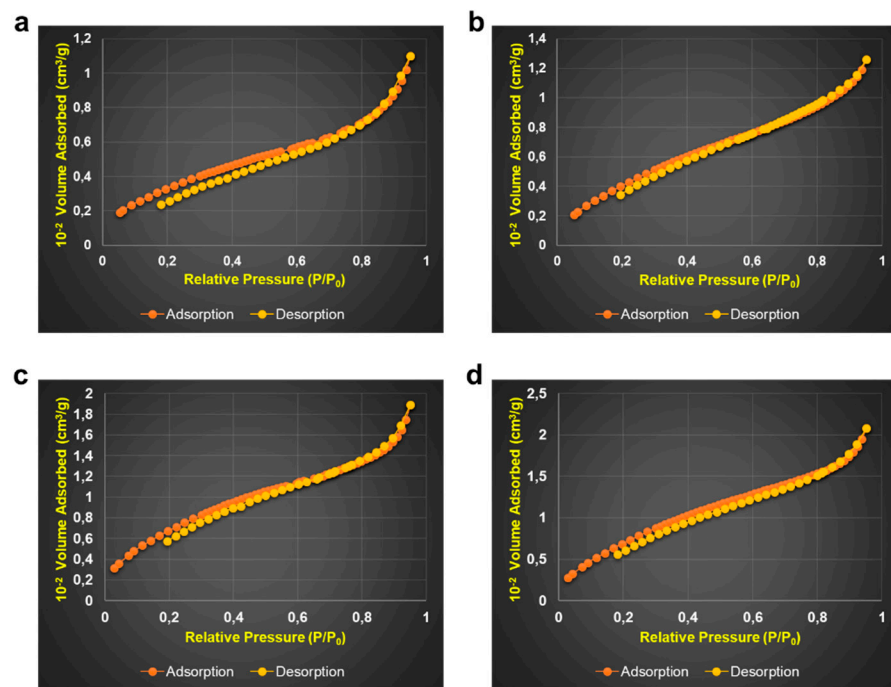 a
10⁻² Volume Adsorbed (cm³/g)
1,2
1
0,8
0,6
0,4
0,2
0
0 0,2 0,4 0,6 0,8 1
Relative Pressure (P/P₀)
Adsorption Desorption
b
10⁻² Volume Adsorbed (cm³/g)
1,4
1,2
1
0,8
0,6
0,4
0,2
0
0 0,2 0,4 0,6 0,8 1
Relative Pressure (P/P₀)
Adsorption Desorption
c
10⁻² Volume Adsorbed (cm³/g)
2
1,8
1,6
1,4
1,2
1
0,8
0,6
0,4
0,2
0
0 0,2 0,4 0,6 0,8 1
Relative Pressure (P/P₀)
Adsorption Desorption
d
10⁻² Volume Adsorbed (cm³/g)
2,5
2
1,5
1
0,5
0
0 0,2 0,4 0,6 0,8 1
Relative Pressure (P/P₀)
Adsorption Desorption